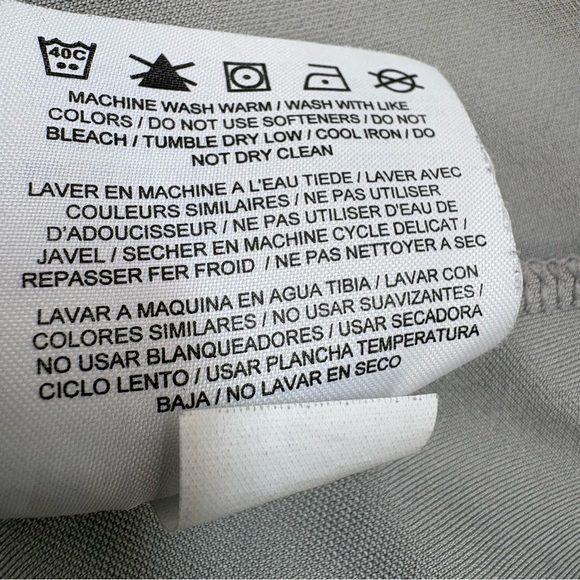 40C
MACHINE WASH WARM / WASH WITH LIKE
COLORS / DO NOT USE SOFTENERS / DO NOT
BLEACH / TUMBLE DRY LOW / COOL IRON / DO
NOT DRY CLEAN
LAVER EN MACHINE A L'EAU TIEDE / LAVER AVEC
COULEURS SIMILAIRES / NE PAS UTILISER
D'ADOUCISSEUR / NE PAS UTILISER D'EAU DE
JAVEL / SECHER EN MACHINE CYCLE DELICAT /
REPASSER FER FROID / NE PAS NETTOYER A SEC
LAVAR A MAQUINA EN AGUA TIBIA / LAVAR CON
COLORES SIMILARES / NO USAR SUAVIZANTES /
NO USAR BLANQUEADORES / USAR SECADORA
CICLO LENTO / USAR PLANCHA TEMPERATURA
BAJA / NO LAVAR EN SECO